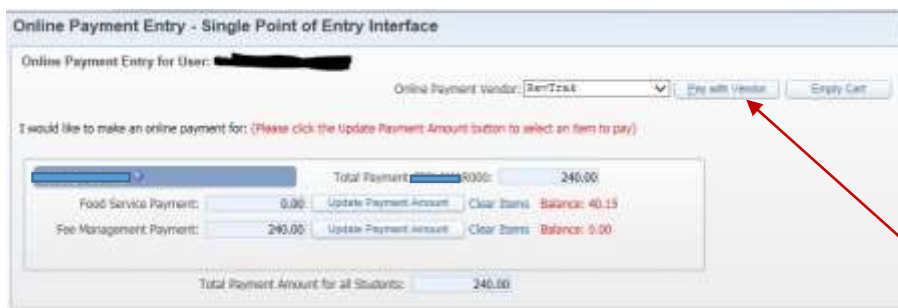 Online Payment Entry - Single Point of Entry Interface
Online Payment Entry for User:
Online Payment Vendor: RevTrak Pay with Vendor Empty Cart
I would like to make an online payment for: (Please click the Update Payment Amount button to select an item to pay)
Total Payment R000: 240.00
Food Service Payment: 0.00 Update Payment Amount Clear Items Balance: 40.15
Fee Management Payment: 240.00 Update Payment Amount Clear Items Balance: 0.00
Total Payment Amount for all Students: 240.00